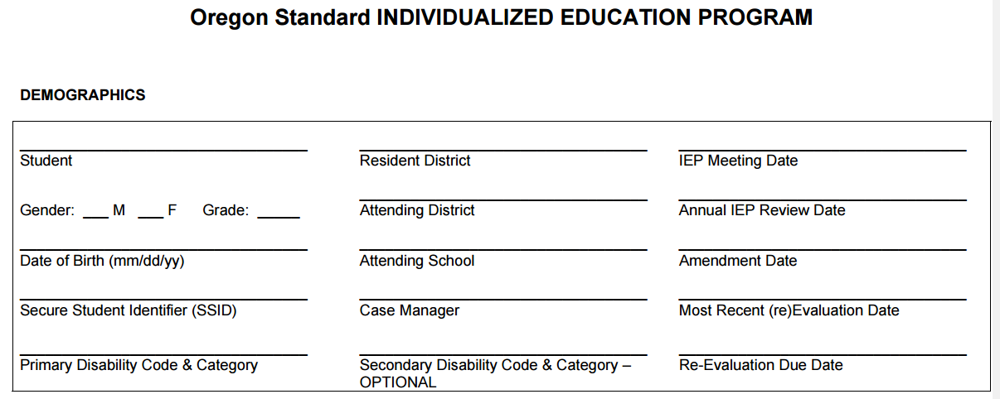 Oregon Standard INDIVIDUALIZED EDUCATION PROGRAM
DEMOGRAPHICS
Student
Resident District
IEP Meeting Date
Gender: ___ M ___ F Grade: _____
Attending District
Annual IEP Review Date
Date of Birth (mm/dd/yy)
Attending School
Amendment Date
Secure Student Identifier (SSID)
Case Manager
Most Recent (re)Evaluation Date
Primary Disability Code & Category
Secondary Disability Code & Category –
OPTIONAL
Re-Evaluation Due Date